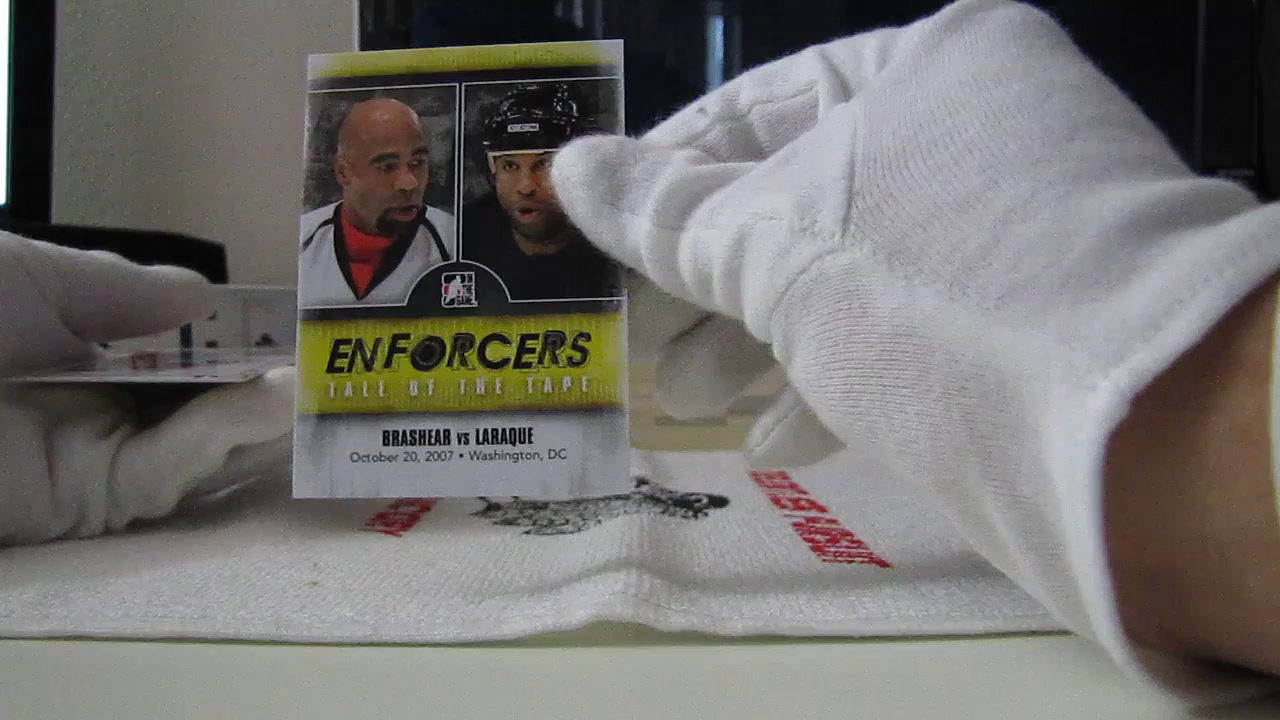 ENFORCERS
TALE OF THE TAPE
BRASHEAR VS LARAQUE
October 20, 2007 • Washington, DC